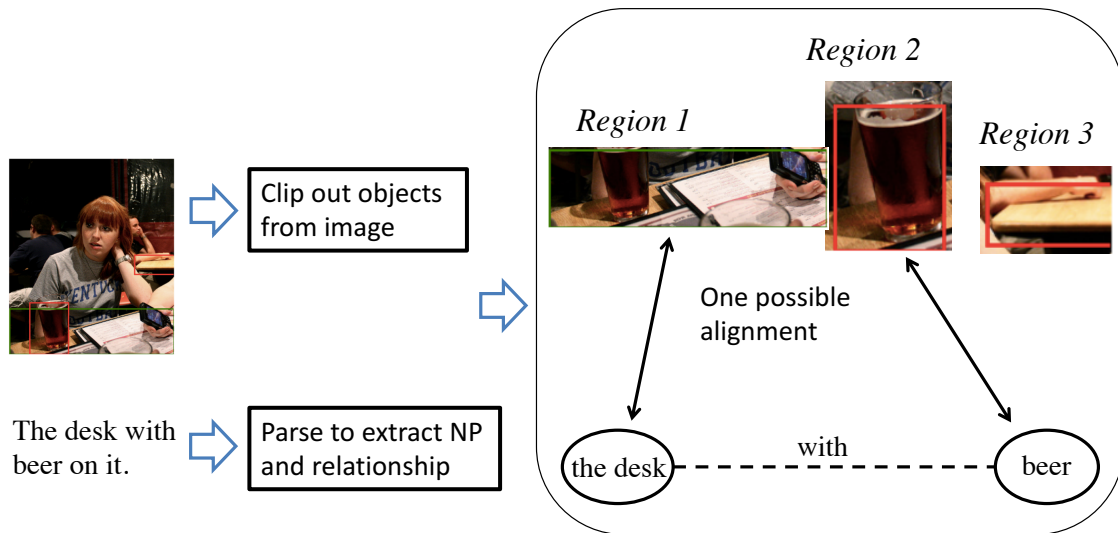 Region 2
Region 1
Region 3
Clip out objects
from image
One possible
alignment
The desk with
beer on it.
Parse to extract NP
and relationship
the desk
with
beer